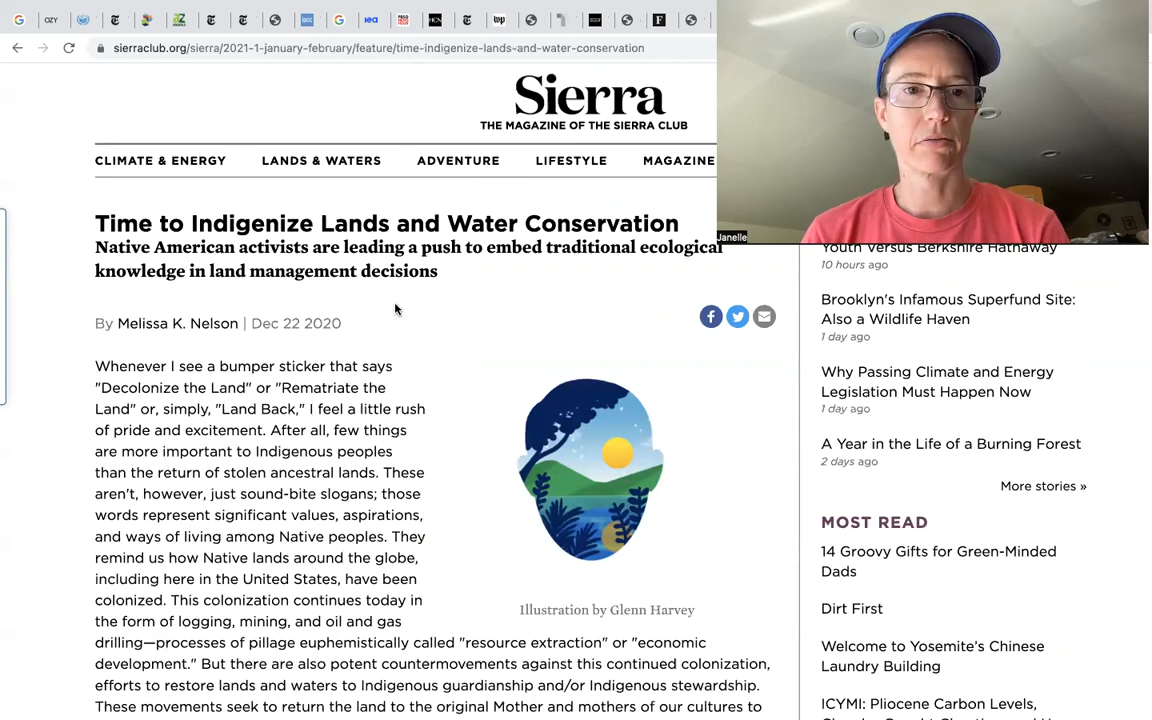 OZY
iea
HCN
sierraclub.org/sierra/2021-1-january-february/feature/time-indigenize-lands-and-water-conservation
Sierra
THE MAGAZINE OF THE SIERRA CLUB
CLIMATE & ENERGY LANDS & WATERS ADVENTURE LIFESTYLE MAGAZINE
Janelle
Time to Indigenize Lands and Water Conservation
Native American activists are leading a push to embed traditional ecological
knowledge in land management decisions
By Melissa K. Nelson | Dec 22 2020
Whenever I see a bumper sticker that says
"Decolonize the Land" or "Rematriate the
Land" or, simply, "Land Back," I feel a little rush
of pride and excitement. After all, few things
are more important to Indigenous peoples
than the return of stolen ancestral lands. These
aren't, however, just sound-bite slogans; those
words represent significant values, aspirations,
and ways of living among Native peoples. They
remind us how Native lands around the globe,
including here in the United States, have been
colonized. This colonization continues today in
the form of logging, mining, and oil and gas
drilling—processes of pillage euphemistically called "resource extraction" or "economic
development." But there are also potent countermovements against this continued colonization,
efforts to restore lands and waters to Indigenous guardianship and/or Indigenous stewardship.
These movements seek to return the land to the original Mother and mothers of our cultures to
Illustration by Glenn Harvey
Youth Versus Berkshire Hathaway
10 hours ago
Brooklyn's Infamous Superfund Site:
Also a Wildlife Haven
1 day ago
Why Passing Climate and Energy
Legislation Must Happen Now
1 day ago
A Year in the Life of a Burning Forest
2 days ago
More stories »
MOST READ
14 Groovy Gifts for Green-Minded
Dads
Dirt First
Welcome to Yosemite's Chinese
Laundry Building
ICYMI: Pliocene Carbon Levels,